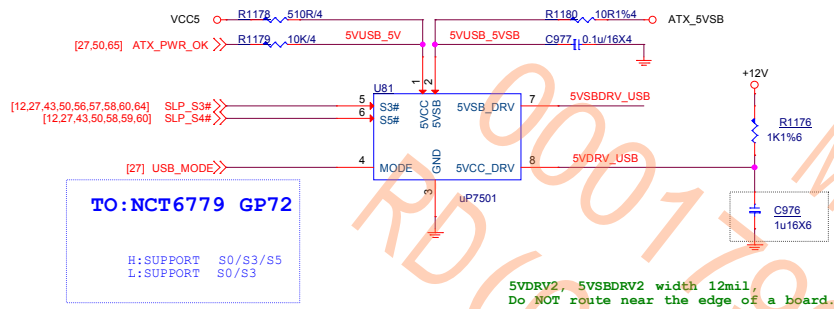 VCC5 R1178 510R/4 R1180 10R1%4 ATX_5VSB
[27,50,65] ATX_PWR_OK R1179 10K/4 5VUSB_5V 5VUSB_5VSB C977 0.1u/16X4
+12V
1 2
U81
[12,27,43,50,56,57,58,60,64] SLP_S3# 5 S3# 5VCC 5VSB 5VSB_DRV 7 5VSBDRV_USB
[12,27,43,50,58,59,60] SLP_S4# 6 S5#
R1176
1K1%6
[27] USB_MODE 4 MODE GND 5VCC_DRV 8 5VDRV_USB
3 uP7501
C976
1u16X6
TO:NCT6779 GP72
H:SUPPORT S0/S3/S5
L:SUPPORT S0/S3
5VDRV2, 5VSBDRV2 width 12mil,
Do NOT route near the edge of a board.